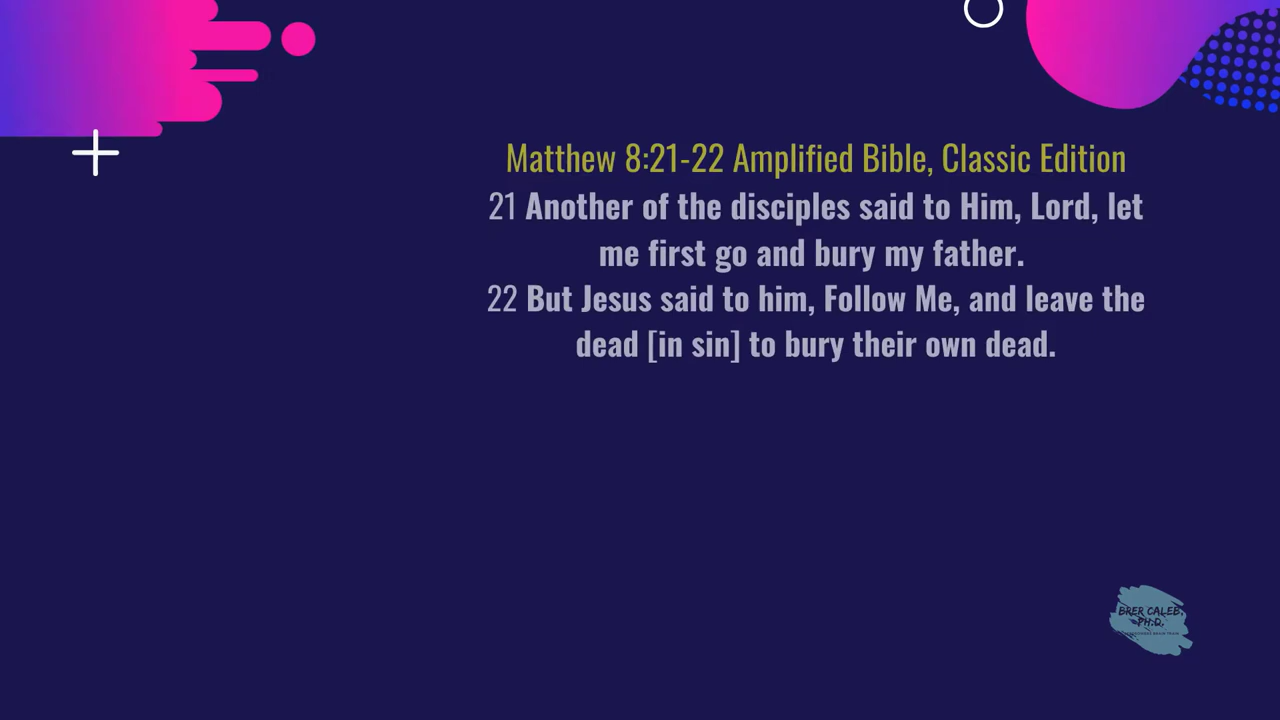 Matthew 8:21-22 Amplified Bible, Classic Edition
21 Another of the disciples said to Him, Lord, let
me first go and bury my father.
22 But Jesus said to him, Follow Me, and leave the
dead [in sin] to bury their own dead.
BRER CALEB,
PH.D.